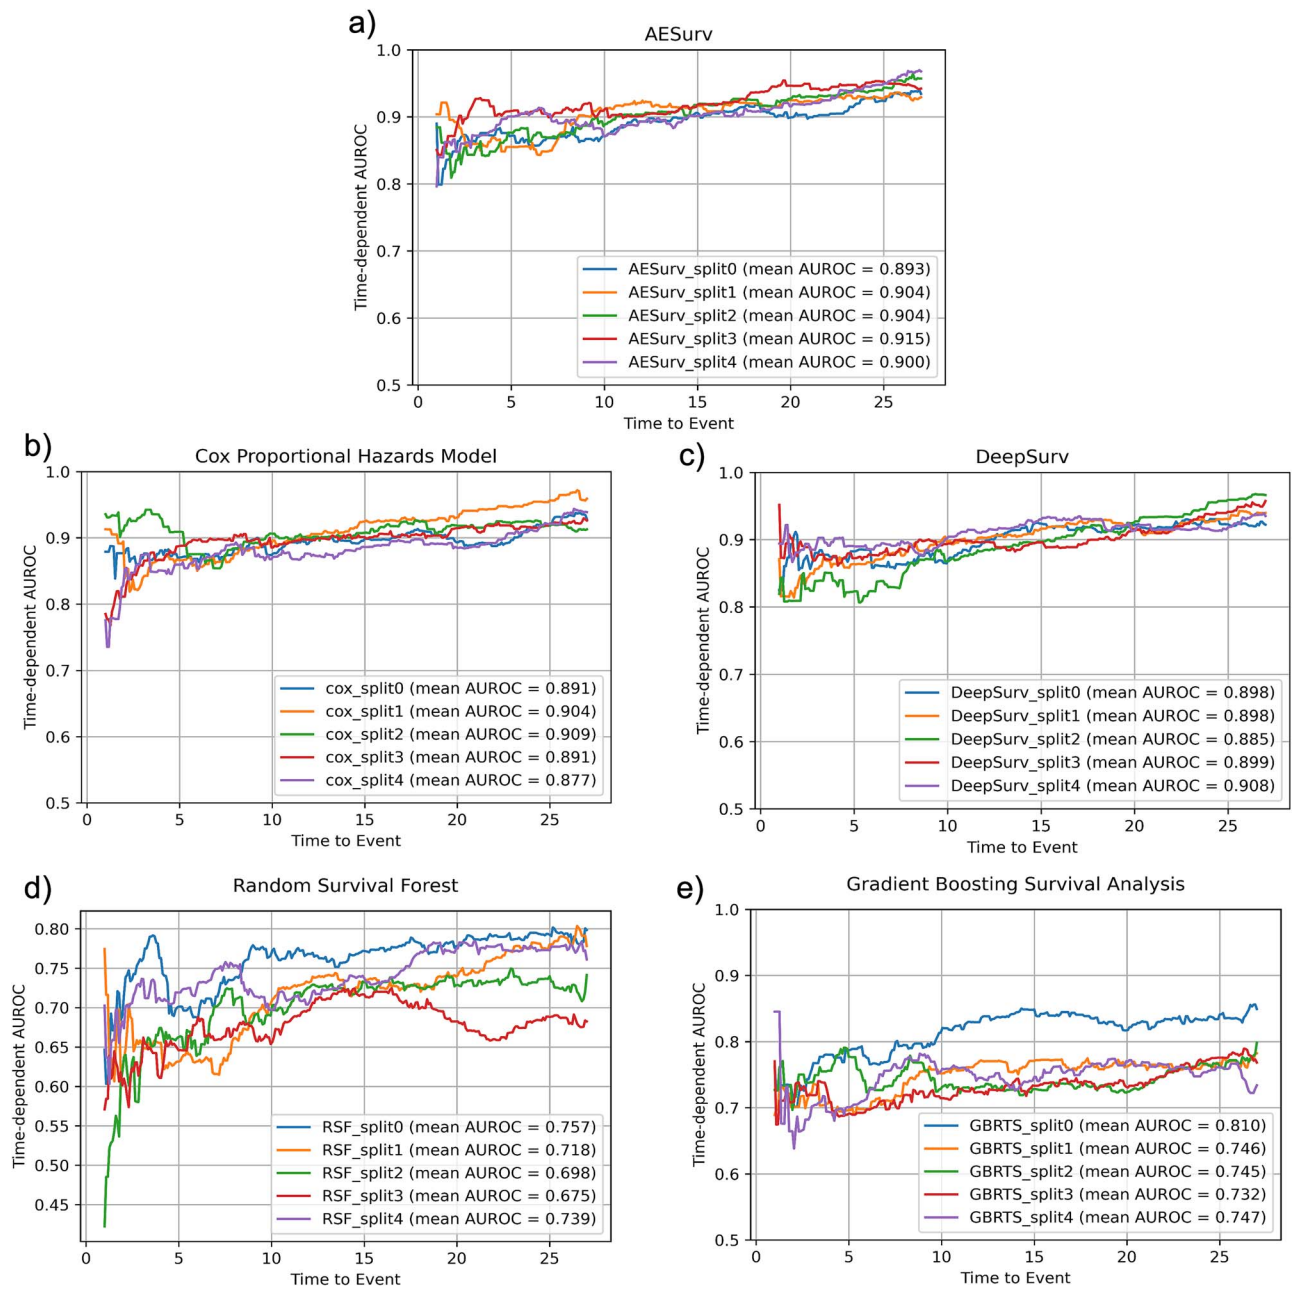 a)
AESurv
Time-dependent AUROC
1.0
0.9
0.8
0.7
0.6
0.5
AESurv_split0 (mean AUROC = 0.893)
AESurv_split1 (mean AUROC = 0.904)
AESurv_split2 (mean AUROC = 0.904)
AESurv_split3 (mean AUROC = 0.915)
AESurv_split4 (mean AUROC = 0.900)
0 5 10 15 20 25
Time to Event
b)
Cox Proportional Hazards Model
Time-dependent AUROC
1.0
0.9
0.8
0.7
0.6
0.5
cox_split0 (mean AUROC = 0.891)
cox_split1 (mean AUROC = 0.904)
cox_split2 (mean AUROC = 0.909)
cox_split3 (mean AUROC = 0.891)
cox_split4 (mean AUROC = 0.877)
0 5 10 15 20 25
Time to Event
c)
DeepSurv
Time-dependent AUROC
1.0
0.9
0.8
0.7
0.6
0.5
DeepSurv_split0 (mean AUROC = 0.898)
DeepSurv_split1 (mean AUROC = 0.898)
DeepSurv_split2 (mean AUROC = 0.885)
DeepSurv_split3 (mean AUROC = 0.899)
DeepSurv_split4 (mean AUROC = 0.908)
0 5 10 15 20 25
Time to Event
d)
Random Survival Forest
Time-dependent AUROC
0.80
0.75
0.70
0.65
0.60
0.55
0.50
0.45
RSF_split0 (mean AUROC = 0.757)
RSF_split1 (mean AUROC = 0.718)
RSF_split2 (mean AUROC = 0.698)
RSF_split3 (mean AUROC = 0.675)
RSF_split4 (mean AUROC = 0.739)
0 5 10 15 20 25
Time to Event
e)
Gradient Boosting Survival Analysis
Time-dependent AUROC
1.0
0.9
0.8
0.7
0.6
0.5
GBRTS_split0 (mean AUROC = 0.810)
GBRTS_split1 (mean AUROC = 0.746)
GBRTS_split2 (mean AUROC = 0.745)
GBRTS_split3 (mean AUROC = 0.732)
GBRTS_split4 (mean AUROC = 0.747)
0 5 10 15 20 25
Time to Event